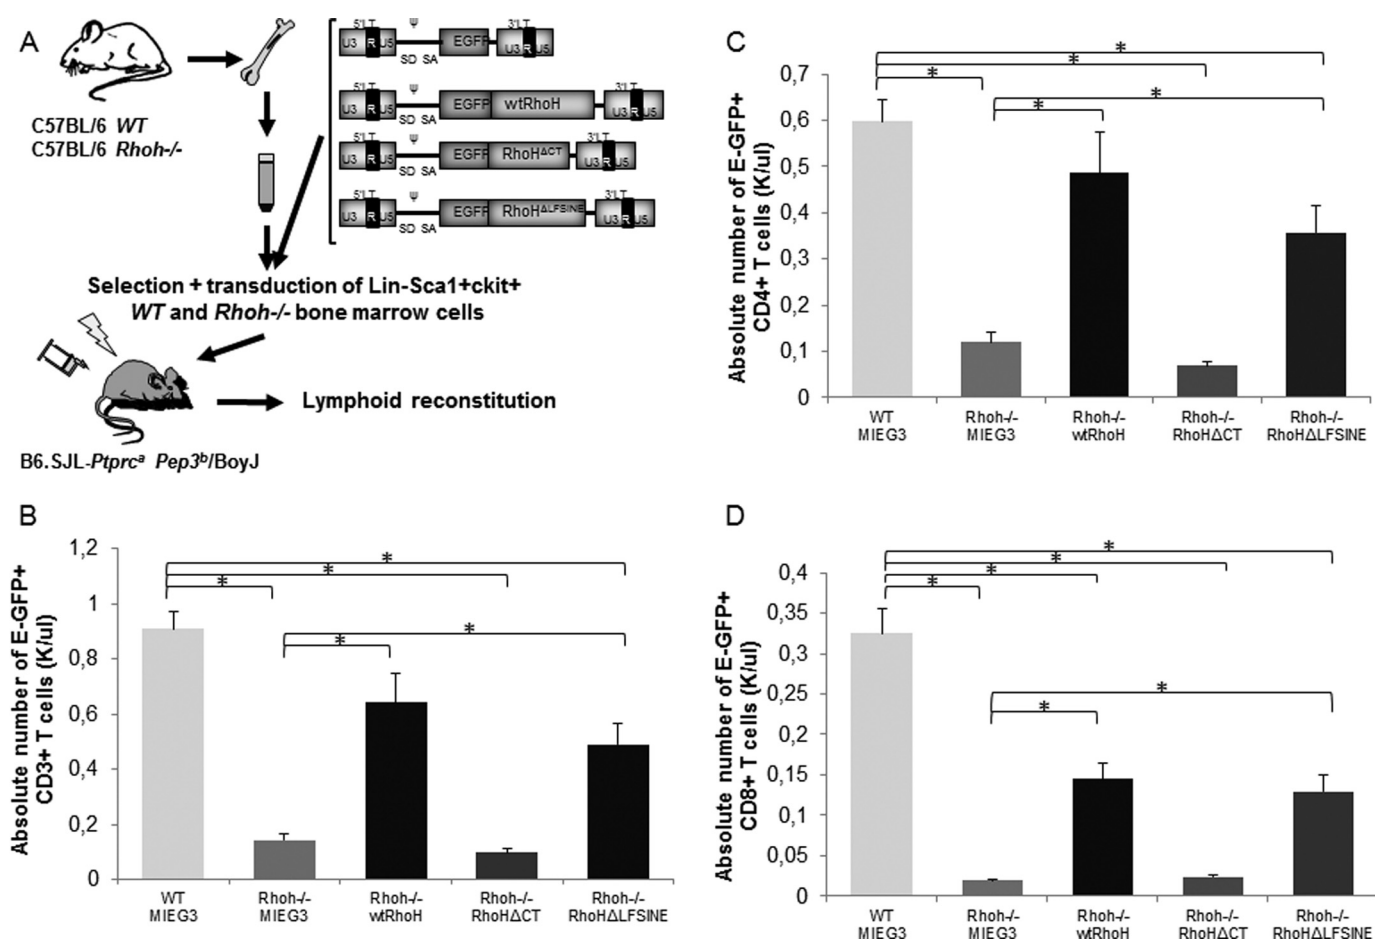 A
C57BL/6 WT
C57BL/6 Rhoh-/-
5'LT Ψ 3'LT
U3 R U5 EGFP U3 R U5
SD SA
5'LT Ψ 3'LT
U3 R U5 EGFP wtRhoH U3 R U5
SD SA
5'LT Ψ 3'LT
U3 R U5 EGFP RhoHΔCT U3 R U5
SD SA
5'LT Ψ 3'LT
U3 R U5 EGFP RhoHΔLFSINE U3 R U5
SD SA
Selection + transduction of Lin-Sca1+ckit+
WT and Rhoh-/- bone marrow cells
Lymphoid reconstitution
B6.SJL-Ptprcᵃ Pep3ᵇ/BoyJ
B
Absolute number of E-GFP+
CD3+ T cells (K/ul)
1,2
1
0,8
0,6
0,4
0,2
0
* * * * *
WT
MIEG3
Rhoh-/-
MIEG3
Rhoh-/-
wtRhoH
Rhoh-/-
RhoHΔCT
Rhoh-/-
RhoHΔLFSINE
C
Absolute number of E-GFP+
CD4+ T cells (K/ul)
0,7
0,6
0,5
0,4
0,3
0,2
0,1
0
* * * * *
WT
MIEG3
Rhoh-/-
MIEG3
Rhoh-/-
wtRhoH
Rhoh-/-
RhoHΔCT
Rhoh-/-
RhoHΔLFSINE
D
Absolute number of E-GFP+
CD8+ T cells (K/ul)
0,4
0,35
0,3
0,25
0,2
0,15
0,1
0,05
0
* * * * * *
WT
MIEG3
Rhoh-/-
MIEG3
Rhoh-/-
wtRhoH
Rhoh-/-
RhoHΔCT
Rhoh-/-
RhoHΔLFSINE